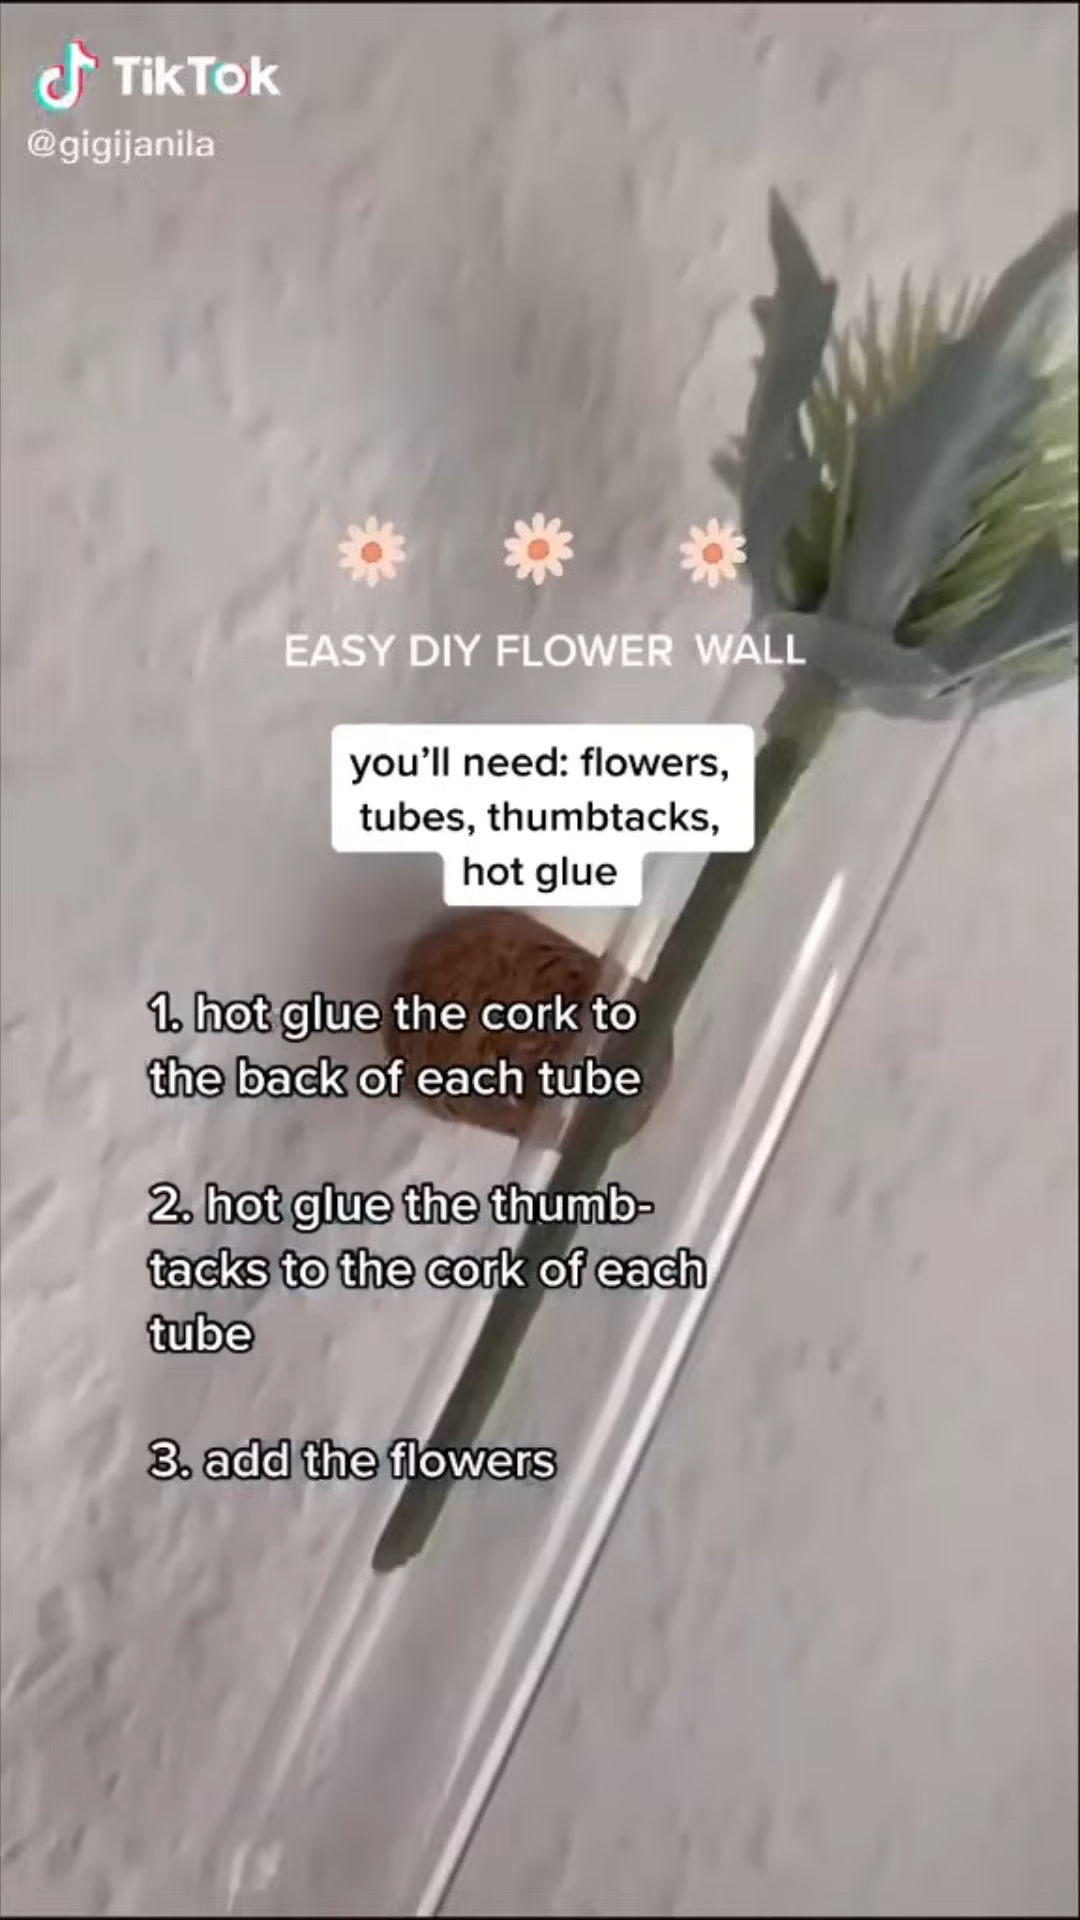 TikTok
@gigijanila
EASY DIY FLOWER WALL
you'll need: flowers,
tubes, thumbtacks,
hot glue
1. hot glue the cork to
the back of each tube
2. hot glue the thumb-
tacks to the cork of each
tube
3. add the flowers